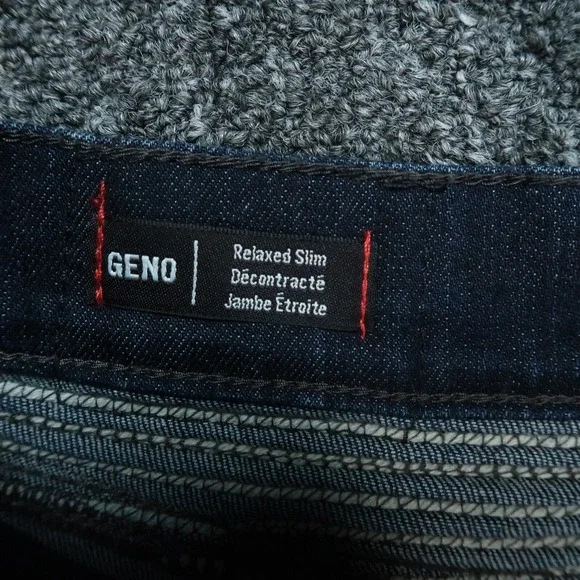 GENO
Relaxed Slim
Décontracté
Jambe Étroite